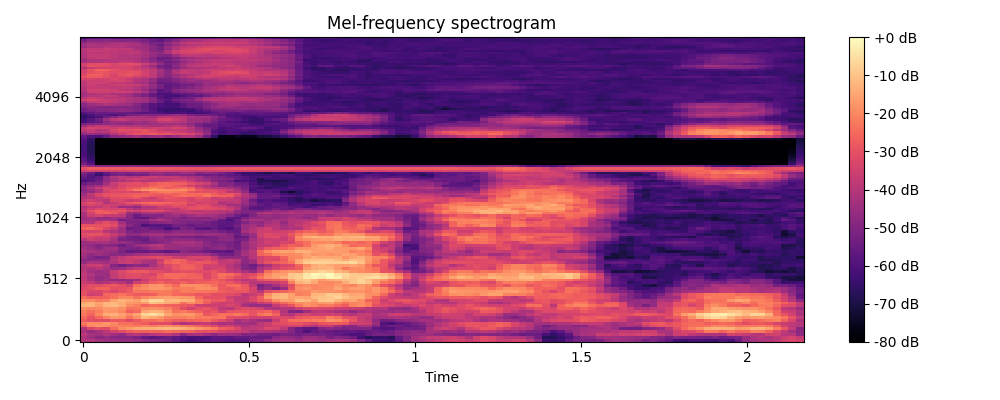 Mel-frequency spectrogram
+0 dB
4096
-10 dB
-20 dB
2048
-30 dB
Hz
-40 dB
1024
-50 dB
512
-60 dB
-70 dB
0
-80 dB
0 0.5 1 1.5 2
Time